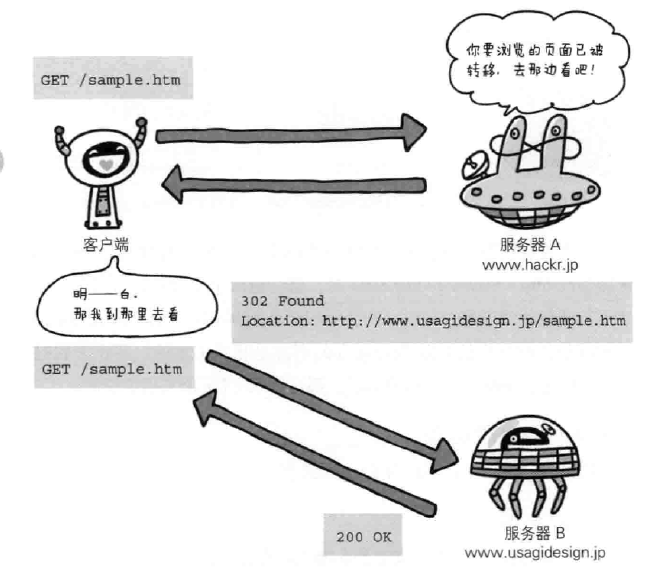 你要浏览的页面已被
转移，去那边看吧！
GET /sample.htm
客户端
服务器 A
www.hackr.jp
明——白，
那我到那里去看
302 Found
Location: http://www.usagidesign.jp/sample.htm
GET /sample.htm
200 OK
服务器 B
www.usagidesign.jp